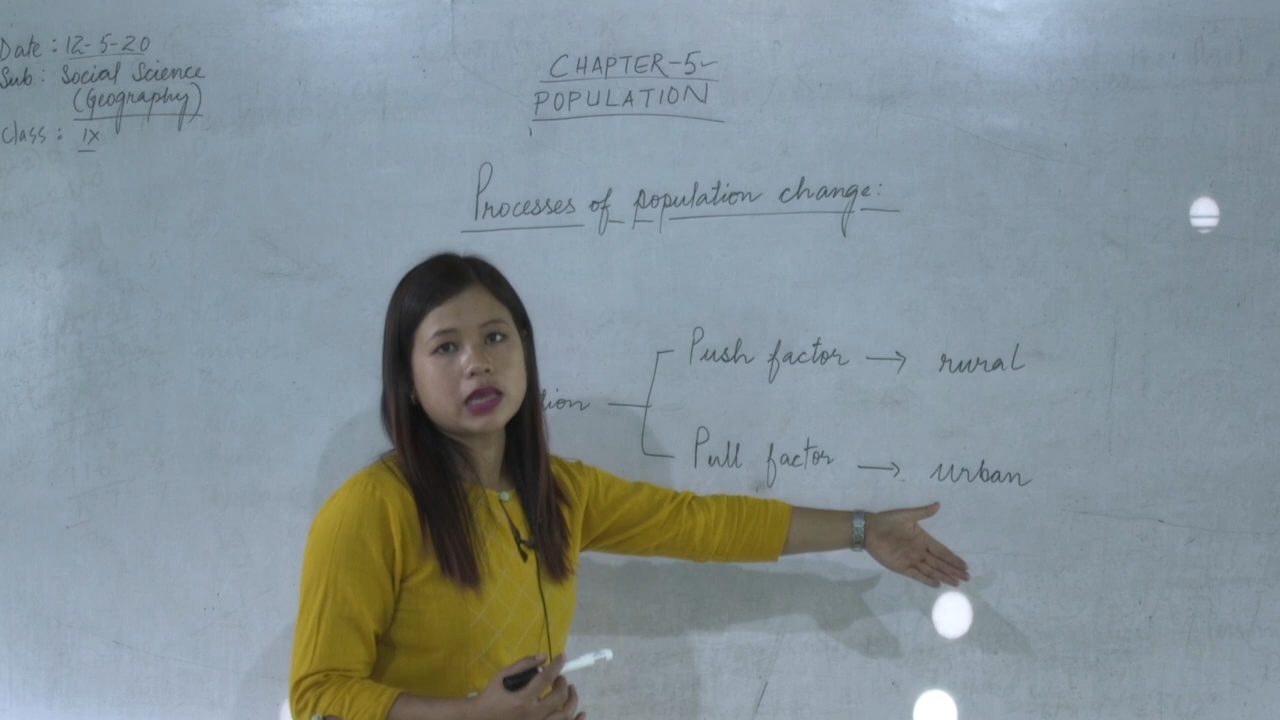 Date : 12-5-20
Sub : Social Science
(Geography)
Class : IX
CHAPTER-5
POPULATION
Processes of population change:
Push factor → rural
tion
Pull factor → urban